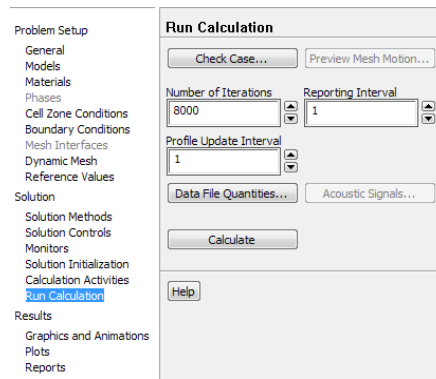 Problem Setup
General
Models
Materials
Phases
Cell Zone Conditions
Boundary Conditions
Mesh Interfaces
Dynamic Mesh
Reference Values
Solution
Solution Methods
Solution Controls
Monitors
Solution Initialization
Calculation Activities
Run Calculation
Results
Graphics and Animations
Plots
Reports
Run Calculation
Check Case... Preview Mesh Motion...
Number of Iterations Reporting Interval
8000 1
Profile Update Interval
1
Data File Quantities... Acoustic Signals...
Calculate
Help